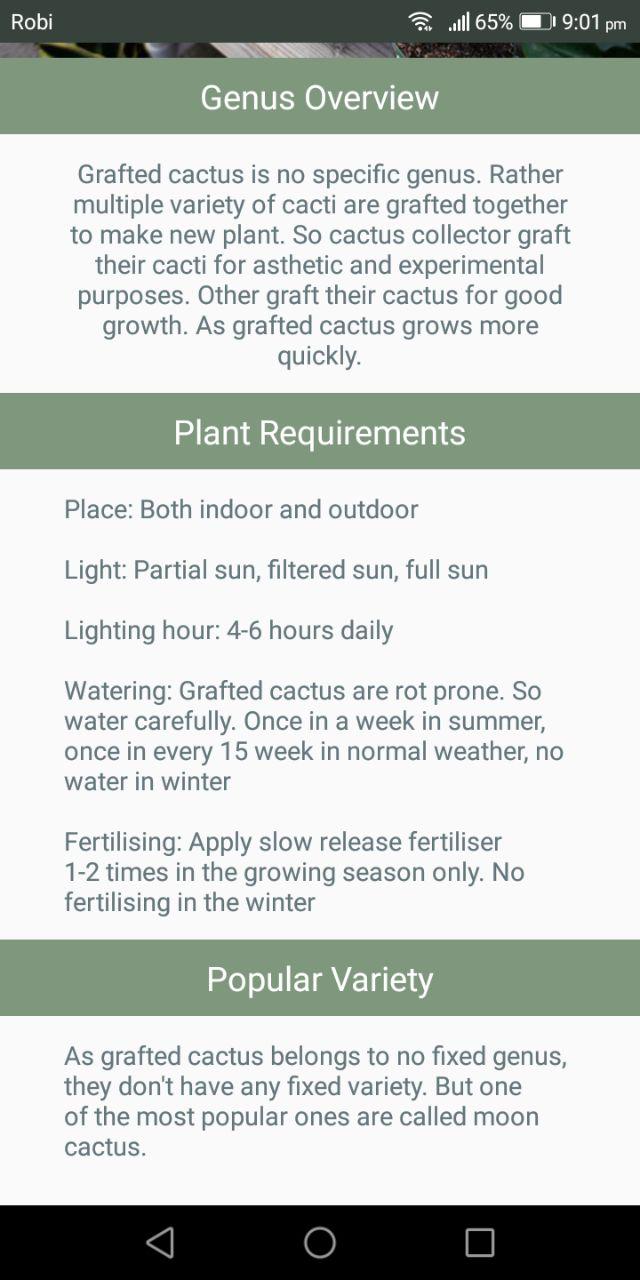 Robi 65% 9:01 pm
Genus Overview
Grafted cactus is no specific genus. Rather
multiple variety of cacti are grafted together
to make new plant. So cactus collector graft
their cacti for asthetic and experimental
purposes. Other graft their cactus for good
growth. As grafted cactus grows more
quickly.
Plant Requirements
Place: Both indoor and outdoor
Light: Partial sun, filtered sun, full sun
Lighting hour: 4-6 hours daily
Watering: Grafted cactus are rot prone. So
water carefully. Once in a week in summer,
once in every 15 week in normal weather, no
water in winter
Fertilising: Apply slow release fertiliser
1-2 times in the growing season only. No
fertilising in the winter
Popular Variety
As grafted cactus belongs to no fixed genus,
they don't have any fixed variety. But one
of the most popular ones are called moon
cactus.